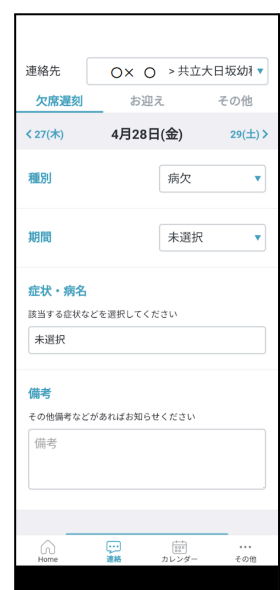 連絡先
○× ○ >共立大日坂幼
欠席遅刻 お迎え その他
<27(木) 4月28日(金) 29(土)>
種別 病欠
期間 未選択
症状・病名
該当する症状などを選択してください
未選択
備考
その他備考などがあればお知らせください
備考
Home 連絡 カレンダー その他